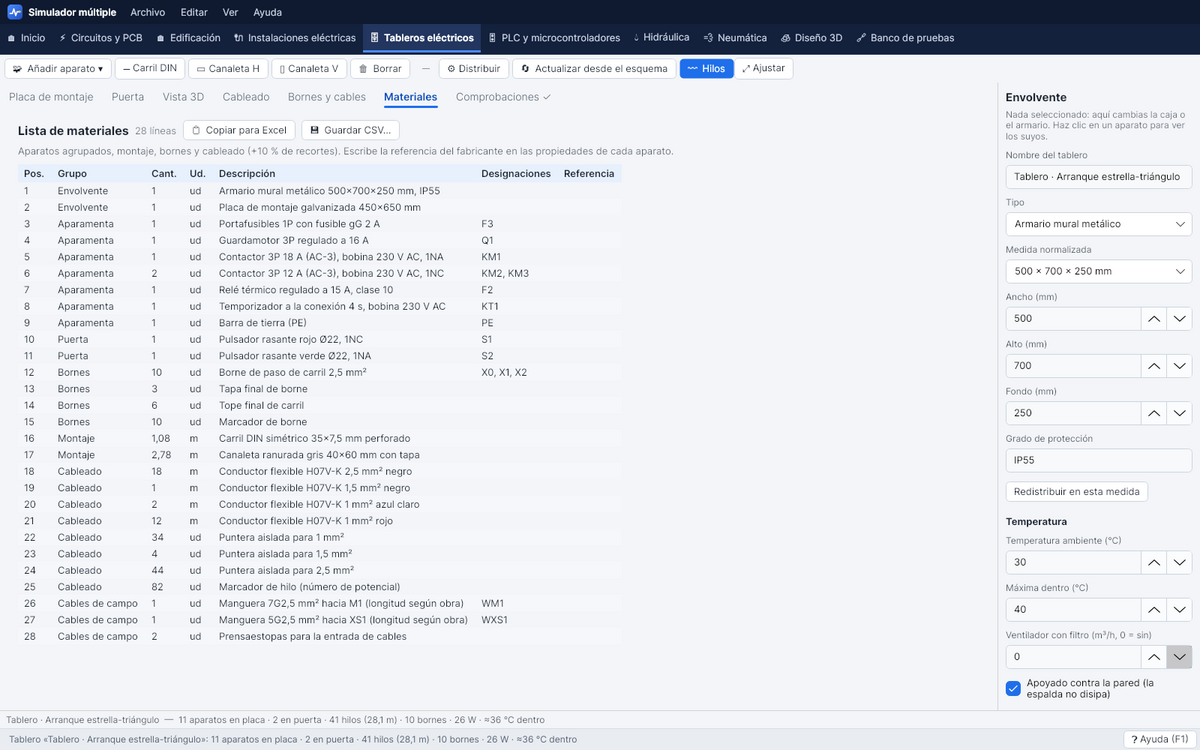 Simulador múltiple Archivo Editar Ver Ayuda
Inicio Circuitos y PCB Edificación Instalaciones eléctricas Tableros eléctricos PLC y microcontroladores Hidráulica Neumática Diseño 3D Banco de pruebas
Añadir aparato ▾ — Carril DIN ▭ Canaleta H ▯ Canaleta V Borrar — Distribuir Actualizar desde el esquema Hilos Ajustar
Placa de montaje Puerta Vista 3D Cableado Bornes y cables Materiales Comprobaciones ✓
Lista de materiales 28 líneas Copiar para Excel Guardar CSV...
Aparatos agrupados, montaje, bornes y cableado (+10 % de recortes). Escribe la referencia del fabricante en las propiedades de cada aparato.
Pos. Grupo Cant. Ud. Descripción Designaciones Referencia
1 Envolvente 1 ud Armario mural metálico 500×700×250 mm, IP55
2 Envolvente 1 ud Placa de montaje galvanizada 450×650 mm
3 Aparamenta 1 ud Portafusibles 1P con fusible gG 2 A F3
4 Aparamenta 1 ud Guardamotor 3P regulado a 16 A Q1
5 Aparamenta 1 ud Contactor 3P 18 A (AC-3), bobina 230 V AC, 1NA KM1
6 Aparamenta 2 ud Contactor 3P 12 A (AC-3), bobina 230 V AC, 1NC KM2, KM3
7 Aparamenta 1 ud Relé térmico regulado a 15 A, clase 10 F2
8 Aparamenta 1 ud Temporizador a la conexión 4 s, bobina 230 V AC KT1
9 Aparamenta 1 ud Barra de tierra (PE) PE
10 Puerta 1 ud Pulsador rasante rojo Ø22, 1NC S1
11 Puerta 1 ud Pulsador rasante verde Ø22, 1NA S2
12 Bornes 10 ud Borne de paso de carril 2,5 mm² X0, X1, X2
13 Bornes 3 ud Tapa final de borne
14 Bornes 6 ud Tope final de carril
15 Bornes 10 ud Marcador de borne
16 Montaje 1,08 m Carril DIN simétrico 35×7,5 mm perforado
17 Montaje 2,78 m Canaleta ranurada gris 40×60 mm con tapa
18 Cableado 18 m Conductor flexible H07V-K 2,5 mm² negro
19 Cableado 1 m Conductor flexible H07V-K 1,5 mm² negro
20 Cableado 2 m Conductor flexible H07V-K 1 mm² azul claro
21 Cableado 12 m Conductor flexible H07V-K 1 mm² rojo
22 Cableado 34 ud Puntera aislada para 1 mm²
23 Cableado 4 ud Puntera aislada para 1,5 mm²
24 Cableado 44 ud Puntera aislada para 2,5 mm²
25 Cableado 82 ud Marcador de hilo (número de potencial)
26 Cables de campo 1 ud Manguera 7G2,5 mm² hacia M1 (longitud según obra) WM1
27 Cables de campo 1 ud Manguera 5G2,5 mm² hacia XS1 (longitud según obra) WXS1
28 Cables de campo 2 ud Prensaestopas para la entrada de cables
Envolvente
Nada seleccionado: aquí cambias la caja o
el armario. Haz clic en un aparato para ver
los suyos.
Nombre del tablero
Tablero · Arranque estrella-triángulo
Tipo
Armario mural metálico
Medida normalizada
500 × 700 × 250 mm
Ancho (mm)
500
Alto (mm)
700
Fondo (mm)
250
Grado de protección
IP55
Redistribuir en esta medida
Temperatura
Temperatura ambiente (°C)
30
Máxima dentro (°C)
40
Ventilador con filtro (m³/h, 0 = sin)
0
Apoyado contra la pared (la
espalda no disipa)
Tablero · Arranque estrella-triángulo — 11 aparatos en placa · 2 en puerta · 41 hilos (28,1 m) · 10 bornes · 26 W · ≈36 °C dentro
Tablero «Tablero · Arranque estrella-triángulo»: 11 aparatos en placa · 2 en puerta · 41 hilos (28,1 m) · 10 bornes · 26 W · ≈36 °C dentro
? Ayuda (F1)